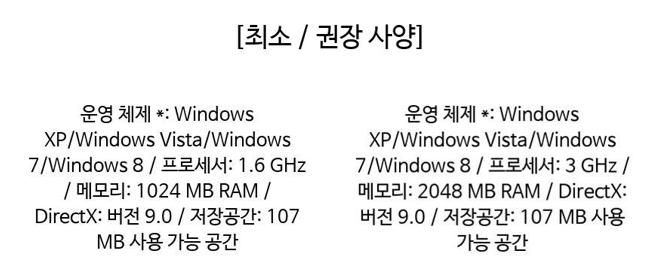 [최소 / 권장 사양]
운영 체제 *: Windows
XP/Windows Vista/Windows
7/Windows 8 / 프로세서: 1.6 GHz
/ 메모리: 1024 MB RAM /
DirectX: 버전 9.0 / 저장공간: 107
MB 사용 가능 공간
운영 체제 *: Windows
XP/Windows Vista/Windows
7/Windows 8 / 프로세서: 3 GHz /
메모리: 2048 MB RAM / DirectX:
버전 9.0 / 저장공간: 107 MB 사용
가능 공간